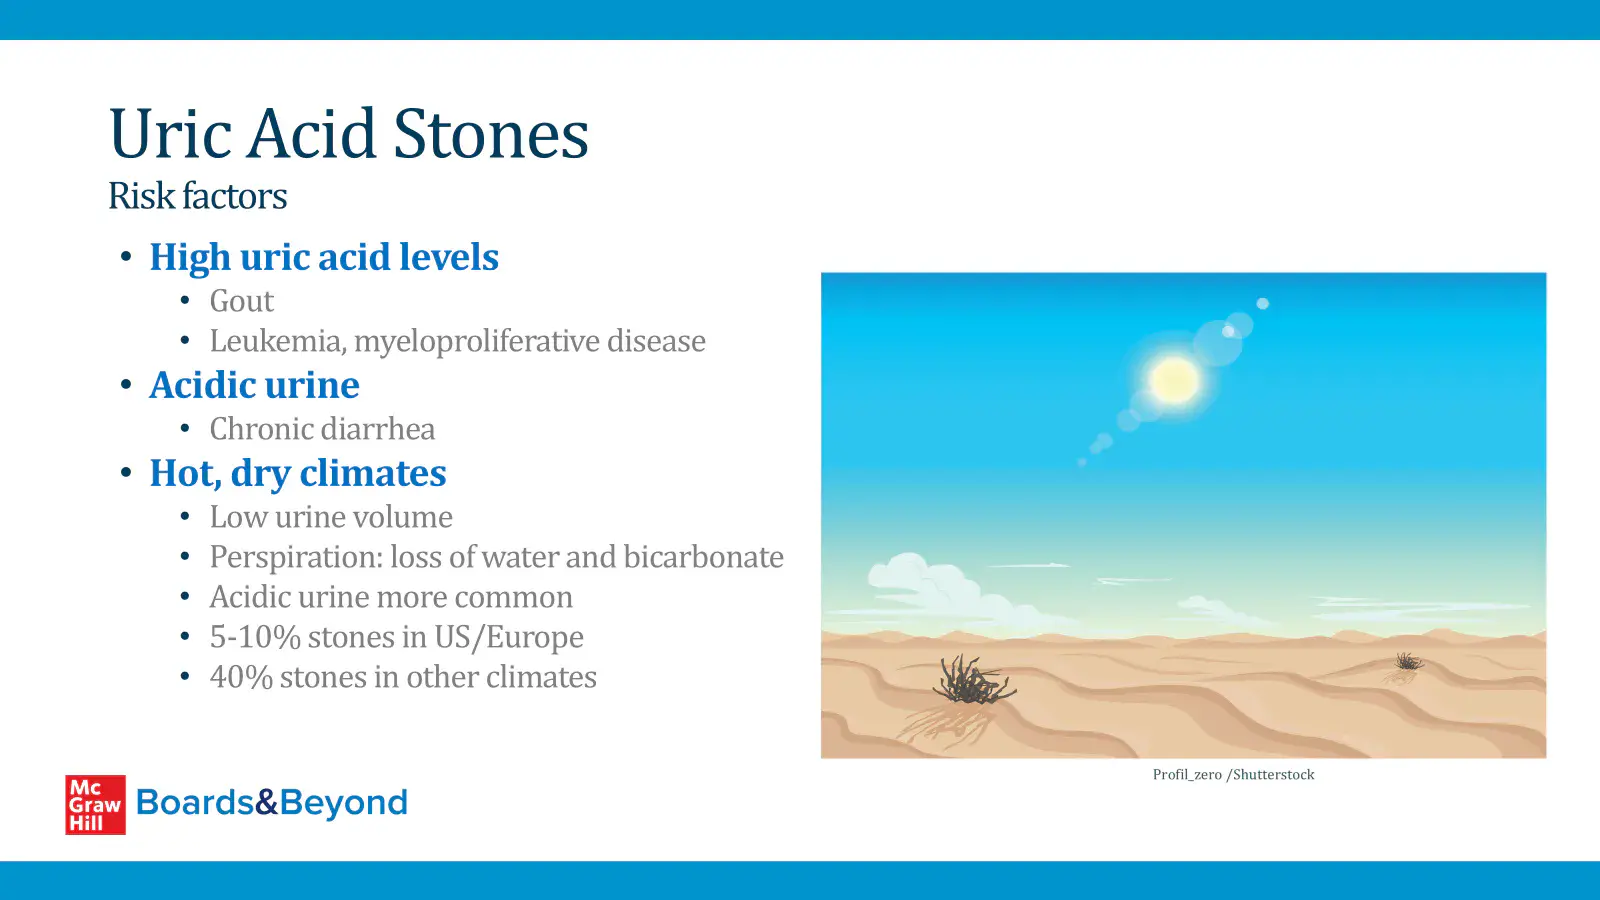 Uric Acid Stones
Risk factors
• High uric acid levels
• Gout
• Leukemia, myeloproliferative disease
• Acidic urine
• Chronic diarrhea
• Hot, dry climates
• Low urine volume
• Perspiration: loss of water and bicarbonate
• Acidic urine more common
• 5-10% stones in US/Europe
• 40% stones in other climates
Profil_zero /Shutterstock
Mc
Graw
Hill
Boards&Beyond